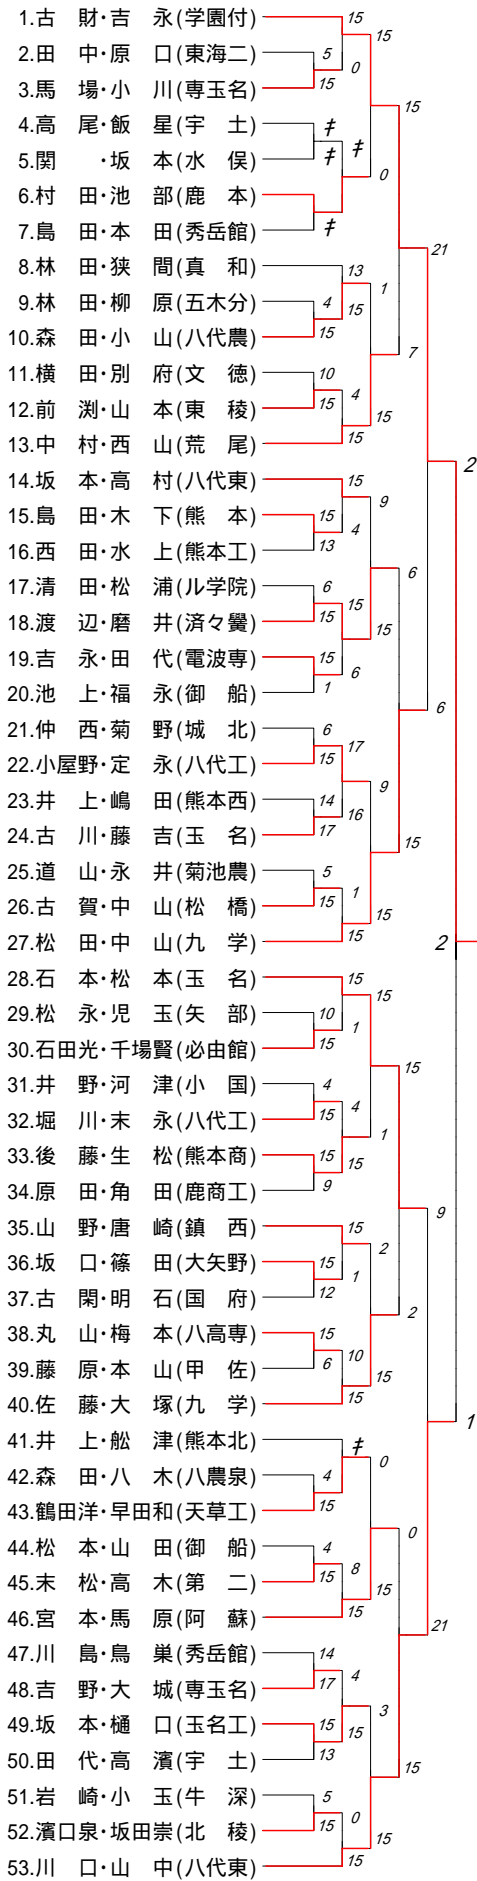 1.古　財・吉　永(学園付) 15 15
2.田　中・原　口(東海二) 5 0
3.馬　場・小　川(専玉名) 15 15
4.高　尾・飯　星(宇　土) キ キ
5.関　　・坂　本(水　俣) キ 0
6.村　田・池　部(鹿　本)
7.島　田・本　田(秀岳館) キ 21
8.林　田・狭　間(真　和) 13 1
9.林　田・柳　原(五木分) 4 15
10.森　田・小　山(八代農) 15 7
11.横　田・別　府(文　徳) 10 4
12.前　渕・山　本(東　稜) 15 15
13.中　村・西　山(荒　尾) 15 2
14.坂　本・高　村(八代東) 15 9
15.島　田・木　下(熊　本) 15 4
16.西　田・水　上(熊本工) 13 6
17.清　田・松　浦(ル学院) 6 15
18.渡　辺・磨　井(済々黌) 15 15
19.吉　永・田　代(電波専) 15 6
20.池　上・福　永(御　船) 1 6
21.仲　西・菊　野(城　北) 6 17
22.小屋野・定　永(八代工) 15 9
23.井　上・嶋　田(熊本西) 14 16
24.古　川・藤　吉(玉　名) 17 15
25.道　山・永　井(菊池農) 5 1
26.古　賀・中　山(松　橋) 15 15
27.松　田・中　山(九　学) 15 2
28.石　本・松　本(玉　名) 15 15
29.松　永・児　玉(矢　部) 10 1
30.石田光・千場賢(必由館) 15 15
31.井　野・河　津(小　国) 4 4
32.堀　川・末　永(八代工) 15 1
33.後　藤・生　松(熊本商) 15 15
34.原　田・角　田(鹿商工) 9 9
35.山　野・唐　崎(鎮　西) 15 2
36.坂　口・篠　田(大矢野) 15 1
37.古　閑・明　石(国　府) 12 2
38.丸　山・梅　本(八高専) 15 10
39.藤　原・本　山(甲　佐) 6 15
40.佐　藤・大　塚(九　学) 15 1
41.井　上・舩　津(熊本北) キ 0
42.森　田・八　木(八農泉) 4
43.鶴田洋・早田和(天草工) 15 0
44.松　本・山　田(御　船) 4 8
45.末　松・高　木(第　二) 15 15
46.宮　本・馬　原(阿　蘇) 15 21
47.川　島・鳥　巣(秀岳館) 14 4
48.吉　野・大　城(専玉名) 17 3
49.坂　本・樋　口(玉名工) 15 15
50.田　代・高　濱(宇　土) 13 15
51.岩　崎・小　玉(牛　深) 5 0
52.濱口泉・坂田崇(北　稜) 15 15
53.川　口・山　中(八代東) 15